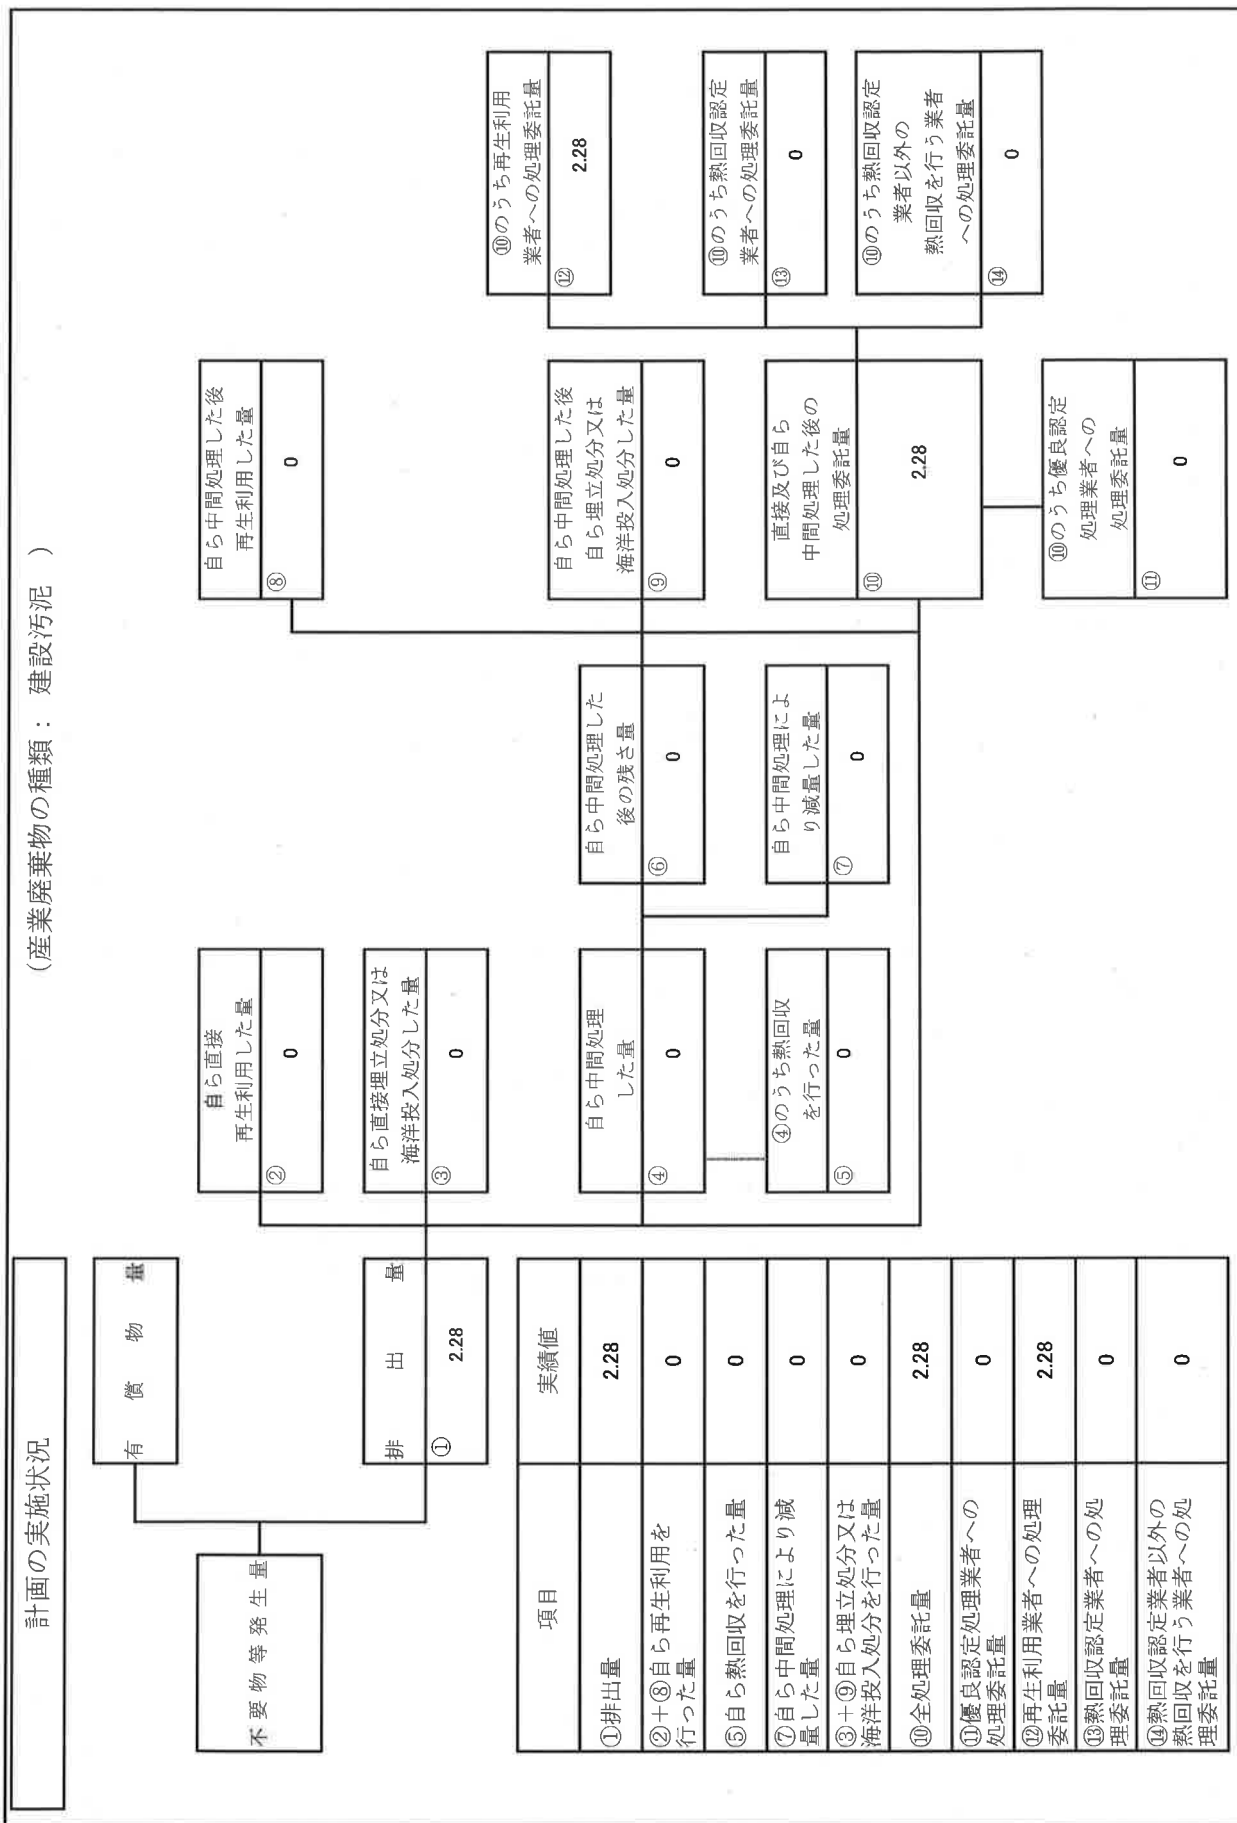 計画の実施状況
（産業廃棄物の種類： 建設汚泥 ）
不要物等発生量
有償物量
排出量
①
2.28
自ら直接
再生利用した量
②
0
自ら直接埋立処分又は
海洋投入処分した量
③
0
自ら中間処理
した量
④
0
④のうち熱回収
を行った量
⑤
0
自ら中間処理した
後の残さ量
⑥
0
自ら中間処理によ
り減量した量
⑦
0
自ら中間処理した後
再生利用した量
⑧
0
自ら中間処理した後
自ら埋立処分又は
海洋投入処分した量
⑨
0
直接及び自ら
中間処理した後の
処理委託量
⑩
2.28
⑩のうち優良認定
処理業者への
処理委託量
⑪
0
⑩のうち再生利用
業者への処理委託量
⑫
2.28
⑩のうち熱回収認定
業者への処理委託量
⑬
0
⑩のうち熱回収認定
業者以外の
熱回収を行う業者
への処理委託量
⑭
0
項目
実績値
①排出量
2.28
②＋⑧自ら再生利用を
行った量
0
⑤自ら熱回収を行った量
0
⑦自ら中間処理により減
量した量
0
③＋⑨自ら埋立処分又は
海洋投入処分を行った量
0
⑩全処理委託量
2.28
⑪優良認定処理業者への
処理委託量
0
⑫再生利用業者への処理
委託量
2.28
⑬熱回収認定業者への処
理委託量
0
⑭熱回収認定業者以外の
熱回収を行う業者への処
理委託量
0